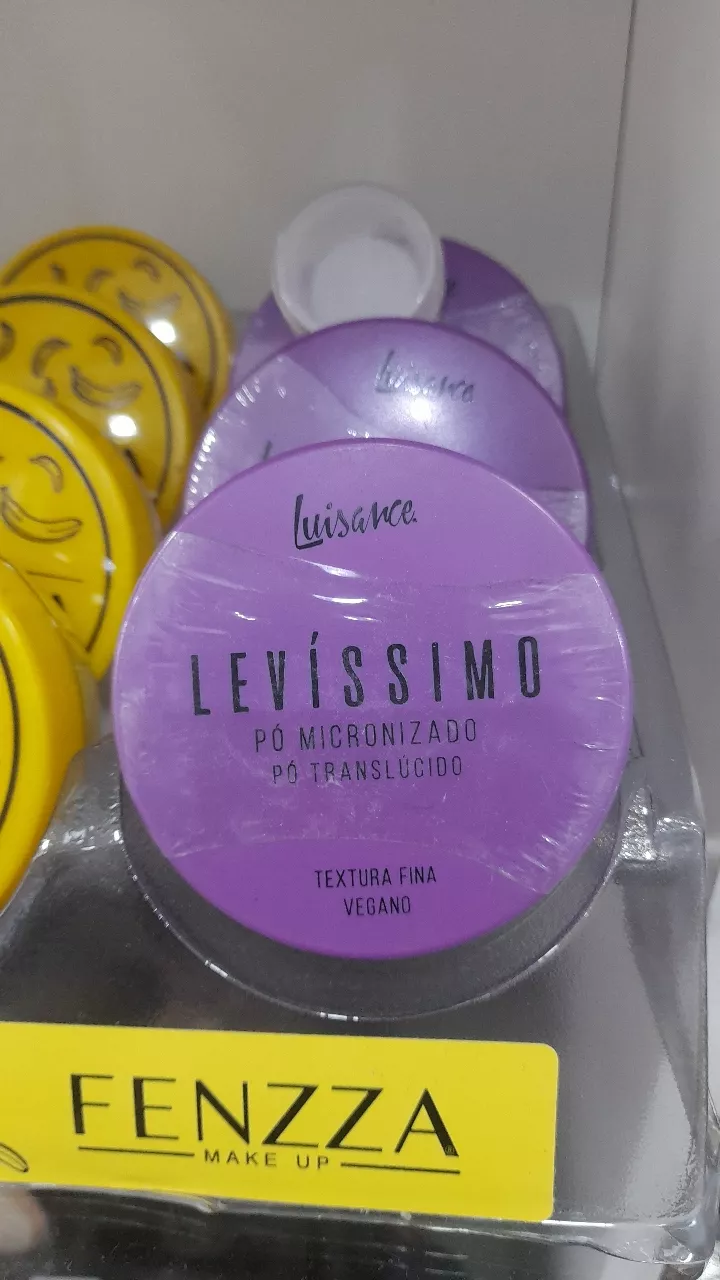 Luisance
Luisance
LEVÍSSIMO
PÓ MICRONIZADO
PÓ TRANSLÚCIDO
TEXTURA FINA
VEGANO
FENZZA
MAKE UP